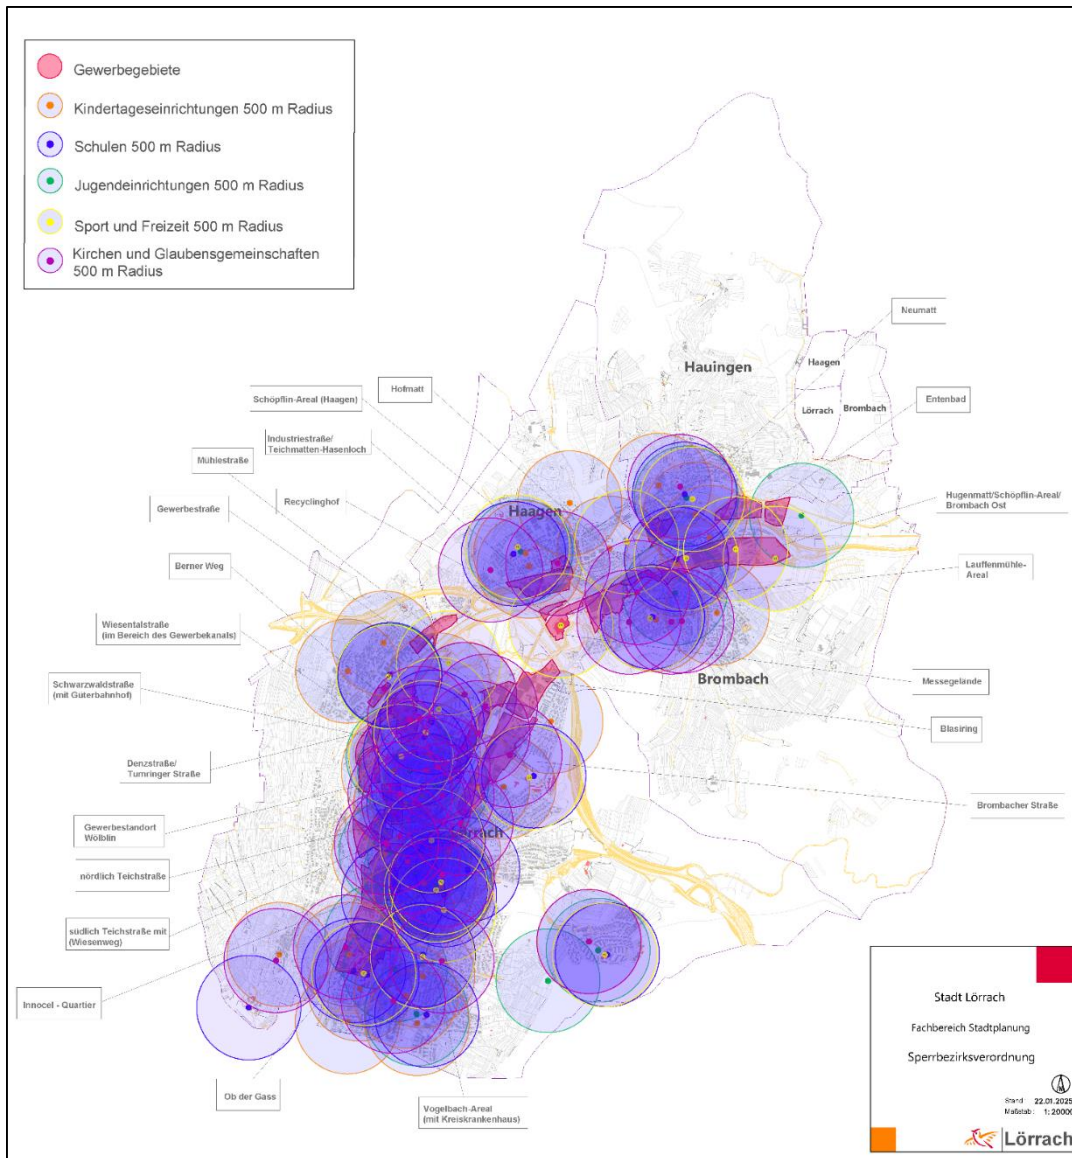 Gewerbegebiete
Kindertageseinrichtungen 500 m Radius
Schulen 500 m Radius
Jugendeinrichtungen 500 m Radius
Sport und Freizeit 500 m Radius
Kirchen und Glaubensgemeinschaften
500 m Radius
Neumatt
Hauingen
Haagen
Lörrach
Brombach
Hofmatt
Schöpflin-Areal (Haagen)
Entenbad
Industriestraße/
Teichmatten-Hasenloch
Mühlestraße
Recyclinghof
Gewerbestraße
Haagen
Hugenmatt/Schöpflin-Areal/
Brombach Ost
Berner Weg
Lauffenmühle-
Areal
Wiesentalstraße
(im Bereich des Gewerbekanals)
Schwarzwaldstraße
(mit Güterbahnhof)
Brombach
Messegelände
Blasiring
Denzstraße/
Tumringer Straße
Brombacher Straße
Gewerbestandort
Wölblin
nördlich Teichstraße
südlich Teichstraße mit
(Wiesenweg)
Innocel - Quartier
Ob der Gass
Vogelbach-Areal
(mit Kreiskrankenhaus)
Stadt Lörrach
Fachbereich Stadtplanung
Sperrbezirksverordnung
Stand: 22.01.2025
Maßstab: 1: 20009
Lörrach